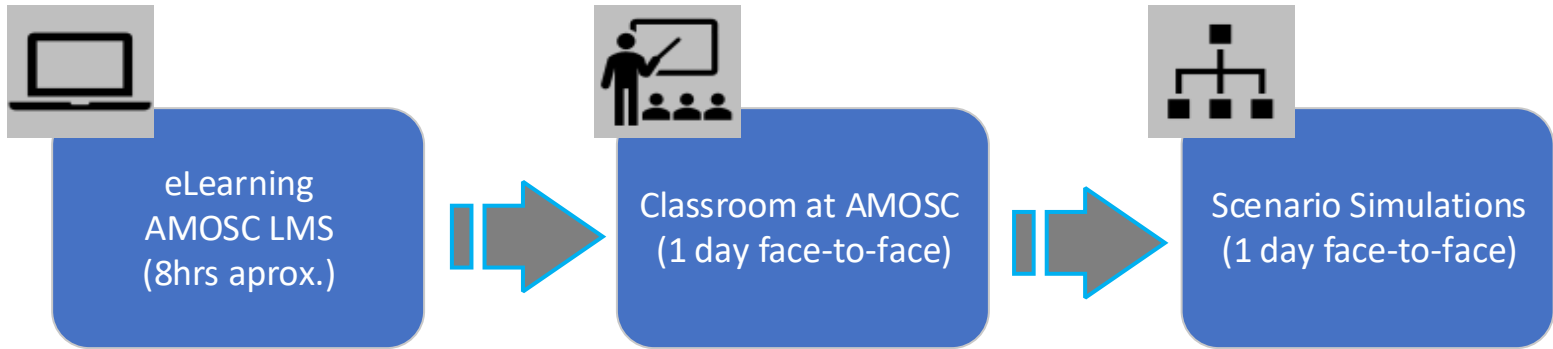 eLearning
AMOSC LMS
(8hrs aprox.)
Classroom at AMOSC
(1 day face-to-face)
Scenario Simulations
(1 day face-to-face)